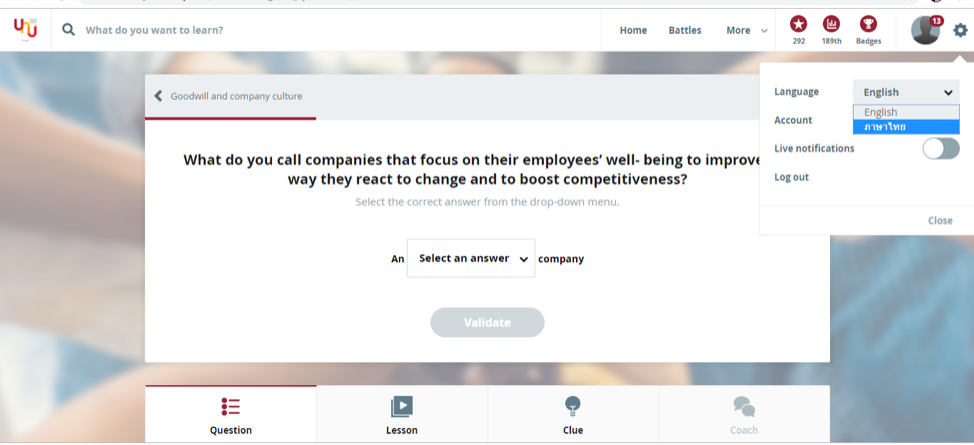 unu
What do you want to learn?
Home
Battles
More
292
189th
Badges
13
Goodwill and company culture
Language
English
English
ภาษาไทย
Account
Live notifications
Log out
Close
What do you call companies that focus on their employees’ well- being to improve
way they react to change and to boost competitiveness?
Select the correct answer from the drop-down menu.
An Select an answer company
Validate
Question
Lesson
Clue
Coach